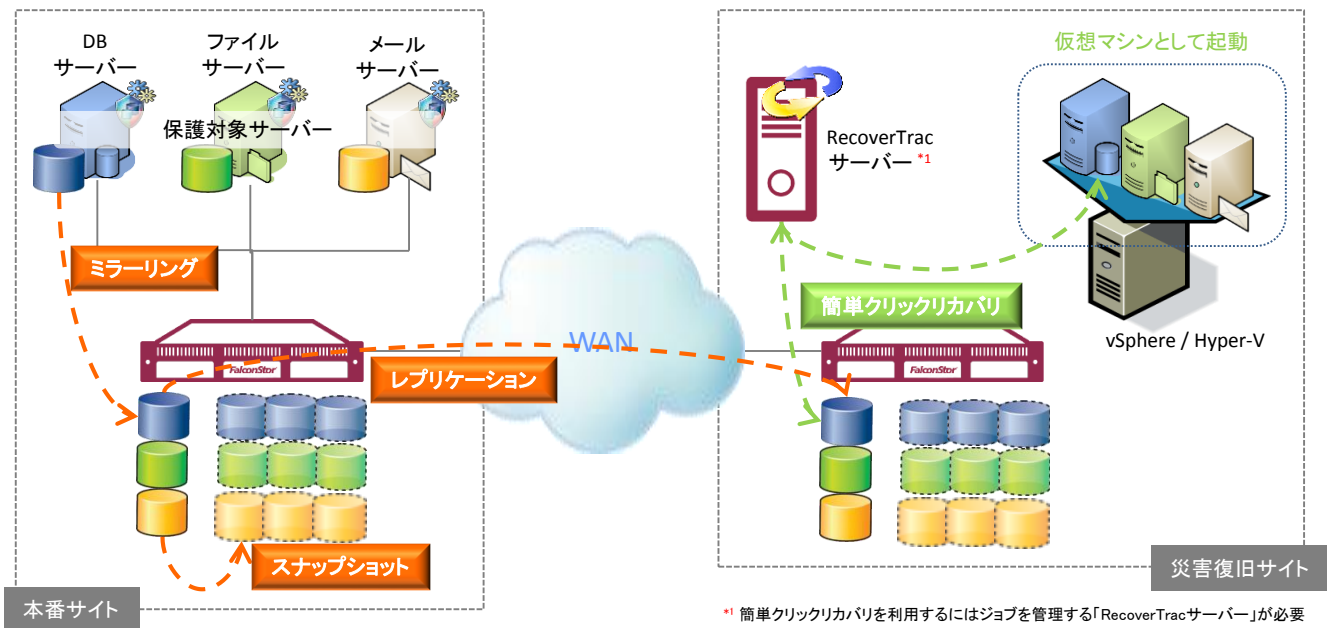 DB
サーバー
ファイル
サーバー
メール
サーバー
保護対象サーバー
ミラーリング
FalconStor
レプリケーション
スナップショット
本番サイト
WAN
RecoverTrac
サーバー *1
仮想マシンとして起動
簡単クリックリカバリ
vSphere / Hyper-V
FalconStor
災害復旧サイト
*1 簡単クリックリカバリを利用するにはジョブを管理する「RecoverTracサーバー」が必要